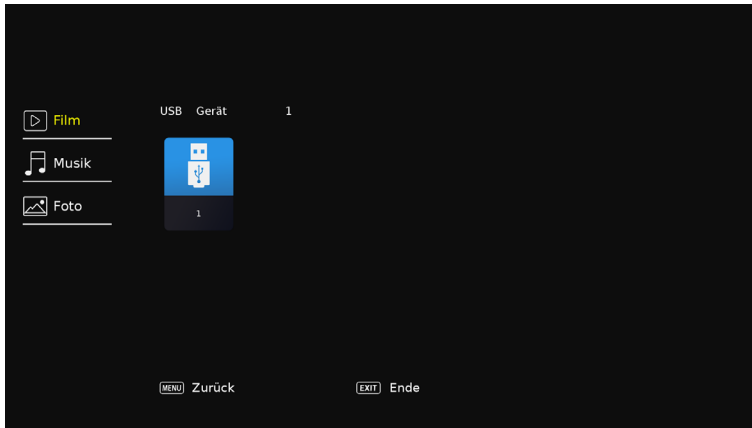 Film
Musik
Foto
USB Gerät 1
1
MENU Zurück
EXIT Ende